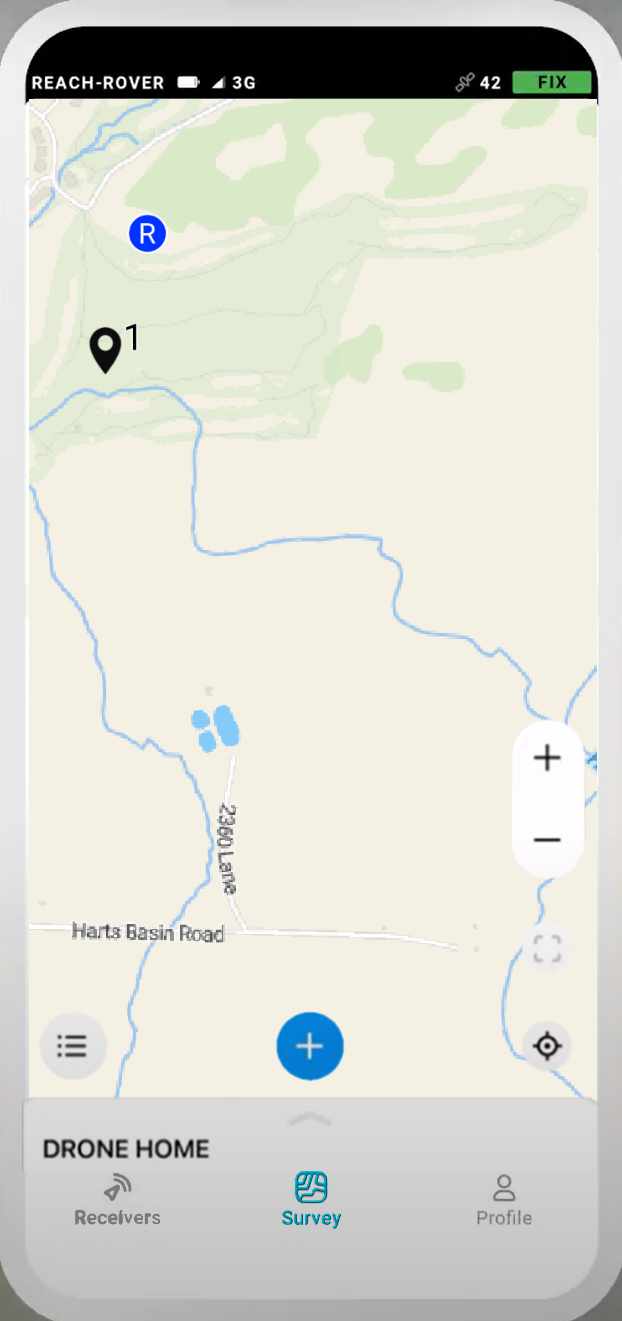 REACH-ROVER 3G 42 FIX
R
1
2360 Lane
Harts Basin Road
DRONE HOME
Receivers Survey Profile